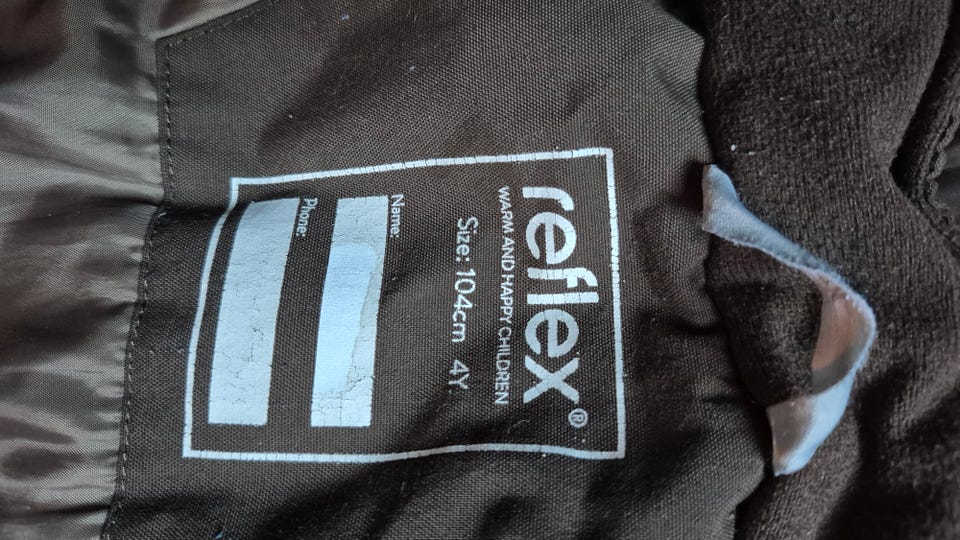 reflex®
WARM AND HAPPY CHILDREN
Size: 104cm 4Y
Name:
Phone: